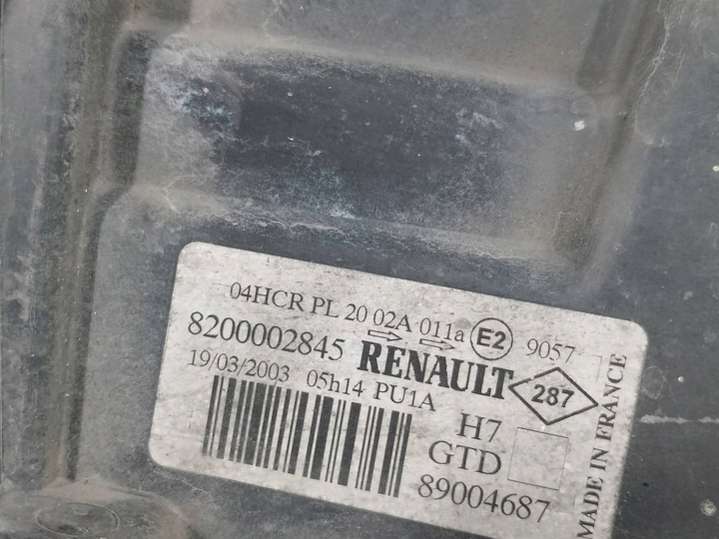 04HCR PL 20 02A 011a E2 9057
8200002845 RENAULT 287
19/03/2003 05h14 PU1A
H7
GTD
89004687
MADE IN FRANCE